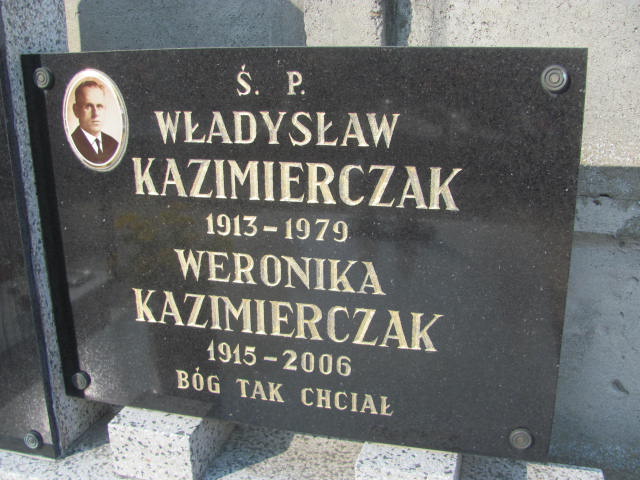 Ś. P.
WŁADYSŁAW
KAZIMIERCZAK
1913-1979
WERONIKA
KAZIMIERCZAK
1915-2006
BÓG TAK CHCIAŁ